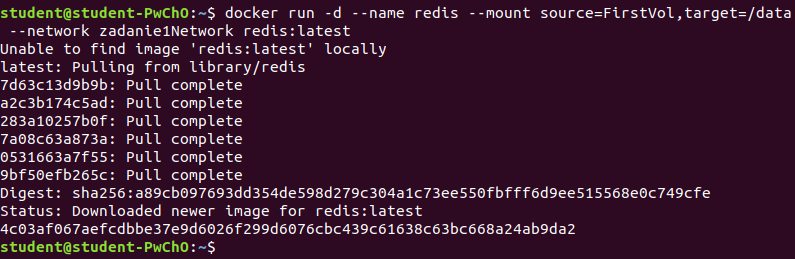 student@student-PwChO:~$ docker run -d --name redis --mount source=FirstVol,target=/data
--network zadanie1Network redis:latest
Unable to find image 'redis:latest' locally
latest: Pulling from library/redis
7d63c13d9b9b: Pull complete
a2c3b174c5ad: Pull complete
283a10257b0f: Pull complete
7a08c63a873a: Pull complete
0531663a7f55: Pull complete
9bf50efb265c: Pull complete
Digest: sha256:a89cb097693dd354de598d279c304a1c73ee550fbfff6d9ee515568e0c749cfe
Status: Downloaded newer image for redis:latest
4c03af067aefcdbbe37e9d6026f299d6076cbc439c61638c63bc668a24ab9da2
student@student-PwChO:~$